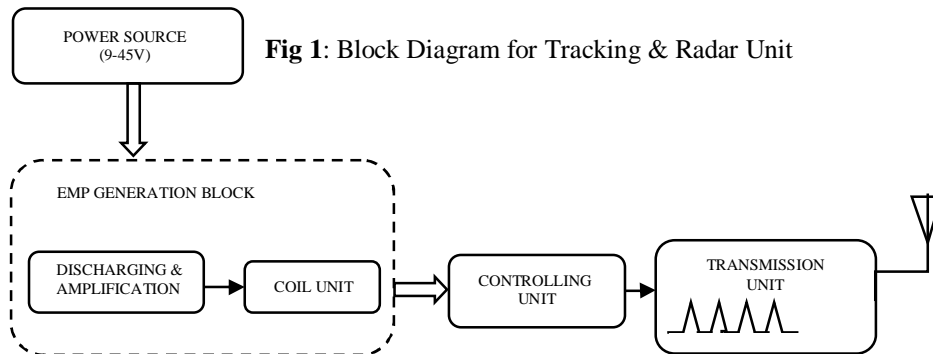 POWER SOURCE
(9-45V)
Fig 1: Block Diagram for Tracking & Radar Unit
EMP GENERATION BLOCK
DISCHARGING &
AMPLIFICATION
COIL UNIT
CONTROLLING
UNIT
TRANSMISSION
UNIT